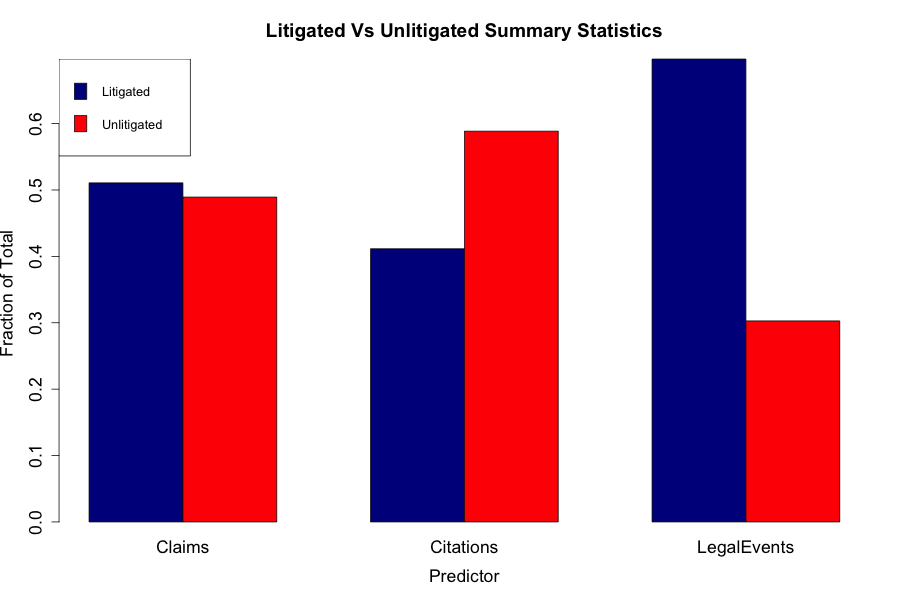 Litigated Vs Unlitigated Summary Statistics
Litigated
Unlitigated
Fraction of Total
0.6
0.5
0.4
0.3
0.2
0.1
0.0
Claims
Citations
LegalEvents
Predictor